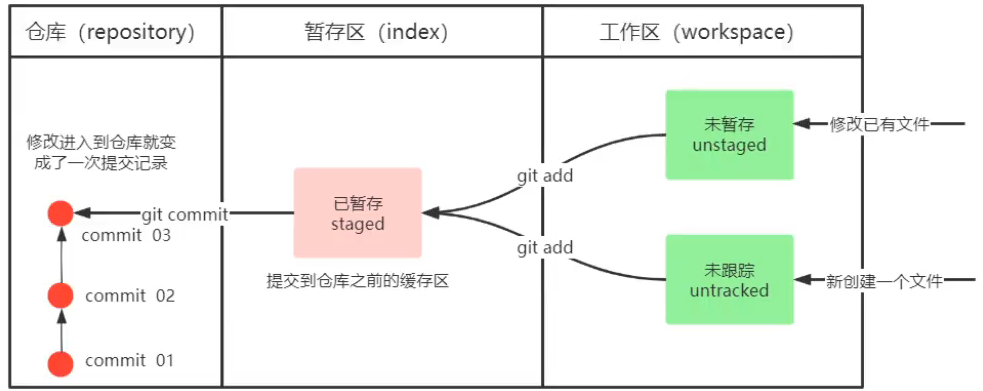 仓库（repository）
暂存区（index）
工作区（workspace）
修改进入到仓库就变
成了一次提交记录
git commit
commit 03
commit 02
commit 01
已暂存
staged
提交到仓库之前的缓存区
git add
git add
未暂存
unstaged
修改已有文件
未跟踪
untracked
新创建一个文件